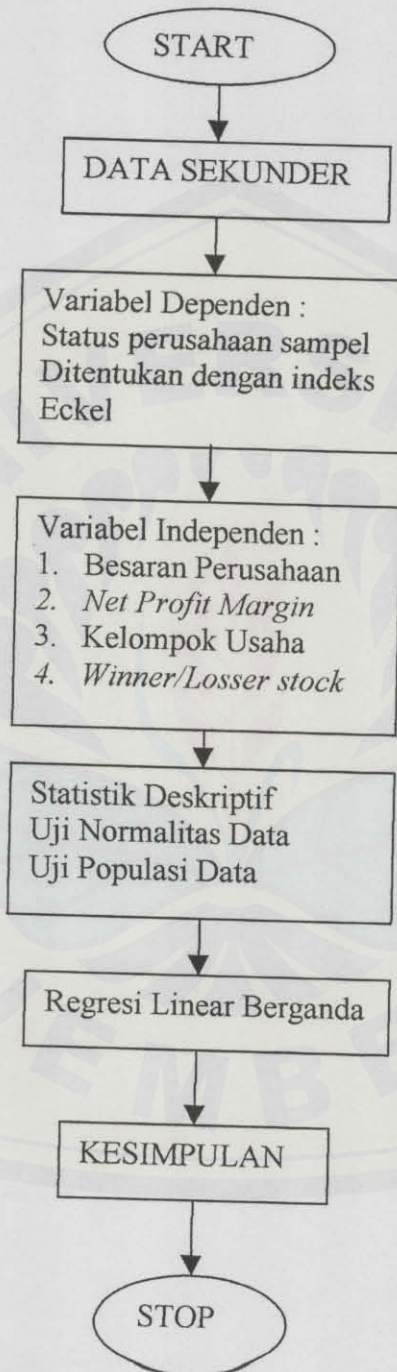 START
DATA SEKUNDER
Variabel Dependen :
Status perusahaan sampel
Ditentukan dengan indeks
Eckel
Variabel Independen :
1. Besaran Perusahaan
2. Net Profit Margin
3. Kelompok Usaha
4. Winner/Losser stock
Statistik Deskriptif
Uji Normalitas Data
Uji Populasi Data
Regresi Linear Berganda
KESIMPULAN
STOP